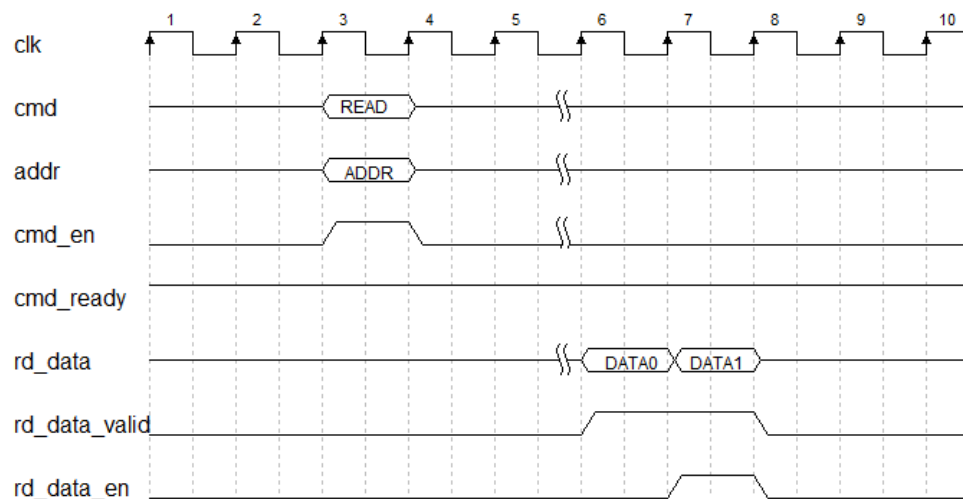 1 2 3 4 5 6 7 8 9 10
clk
cmd READ
addr ADDR
cmd_en
cmd_ready
rd_data DATA0 DATA1
rd_data_valid
rd_data_en